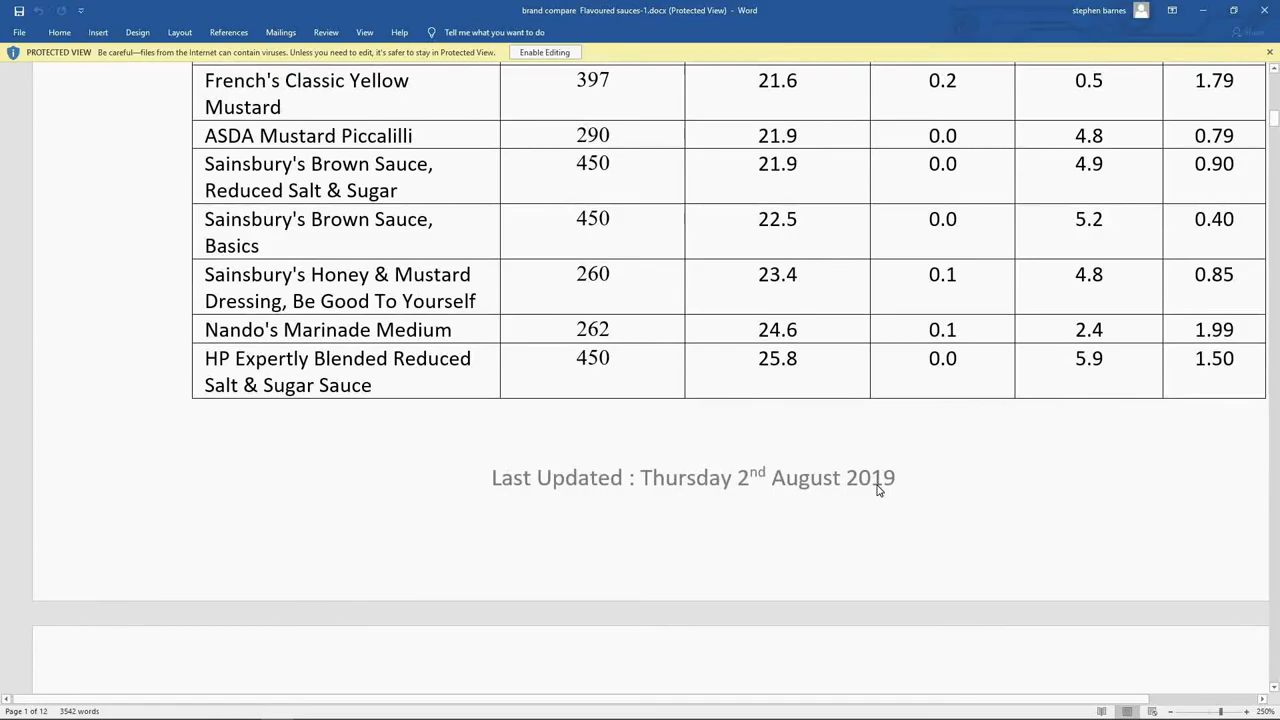 brand compare Flavoured sauces-1.docx (Protected View) - Word
stephen barnes
File Home Insert Design Layout References Mailings Review View Help Tell me what you want to do
Share
PROTECTED VIEW Be careful—files from the Internet can contain viruses. Unless you need to edit, it's safer to stay in Protected View. Enable Editing
French's Classic Yellow 397 21.6 0.2 0.5 1.79
Mustard
ASDA Mustard Piccalilli 290 21.9 0.0 4.8 0.79
Sainsbury's Brown Sauce, 450 21.9 0.0 4.9 0.90
Reduced Salt & Sugar
Sainsbury's Brown Sauce, 450 22.5 0.0 5.2 0.40
Basics
Sainsbury's Honey & Mustard 260 23.4 0.1 4.8 0.85
Dressing, Be Good To Yourself
Nando's Marinade Medium 262 24.6 0.1 2.4 1.99
HP Expertly Blended Reduced 450 25.8 0.0 5.9 1.50
Salt & Sugar Sauce
Last Updated : Thursday 2nd August 2019
Page 1 of 12 3542 words 250%